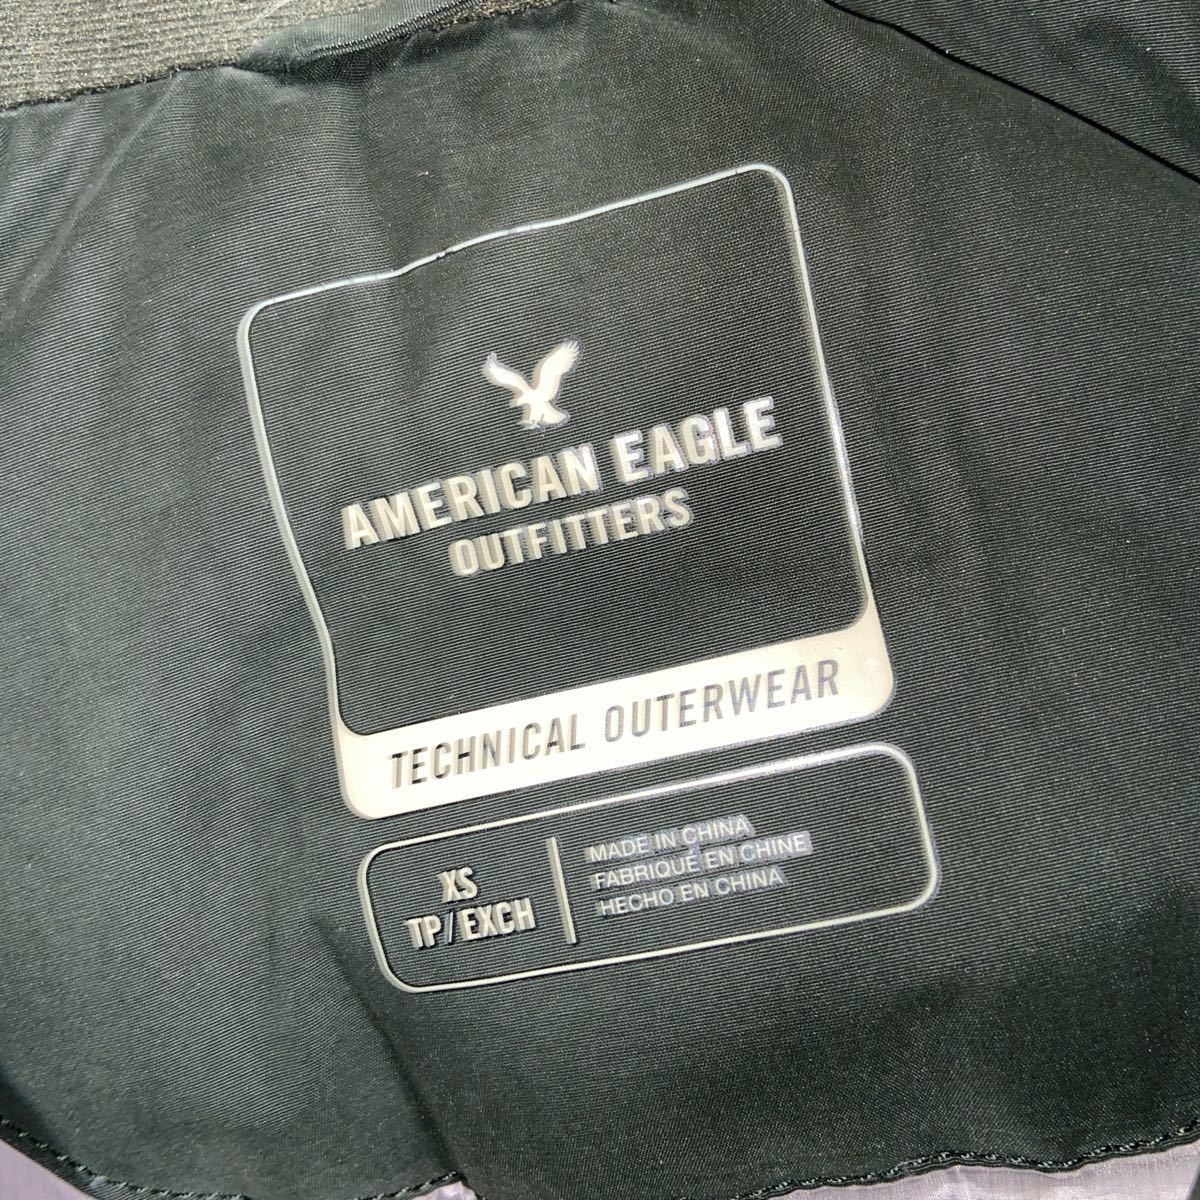 AMERICAN EAGLE
OUTFITTERS
TECHNICAL OUTERWEAR
XS
TP/EXCH
MADE IN CHINA
FABRIQUÉ EN CHINE
HECHO EN CHINA